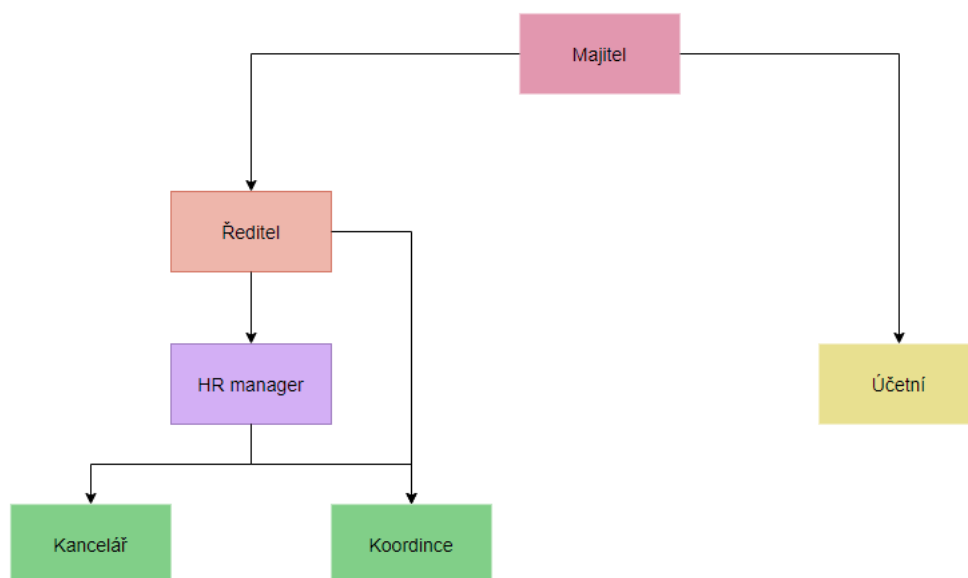 Majitel
Ředitel
HR manager
Účetní
Kancelář
Koordince